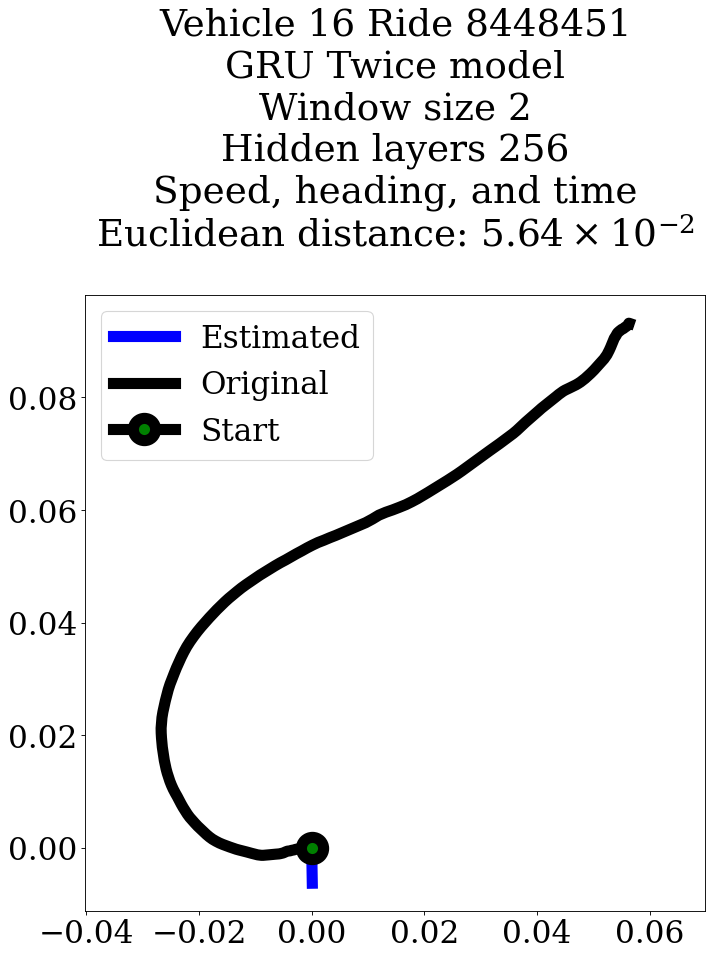 Vehicle 16 Ride 8448451
GRU Twice model
Window size 2
Hidden layers 256
Speed, heading, and time
Euclidean distance: 5.64 × 10⁻²
Estimated
Original
Start
0.08
0.06
0.04
0.02
0.00
−0.04 −0.02 0.00 0.02 0.04 0.06